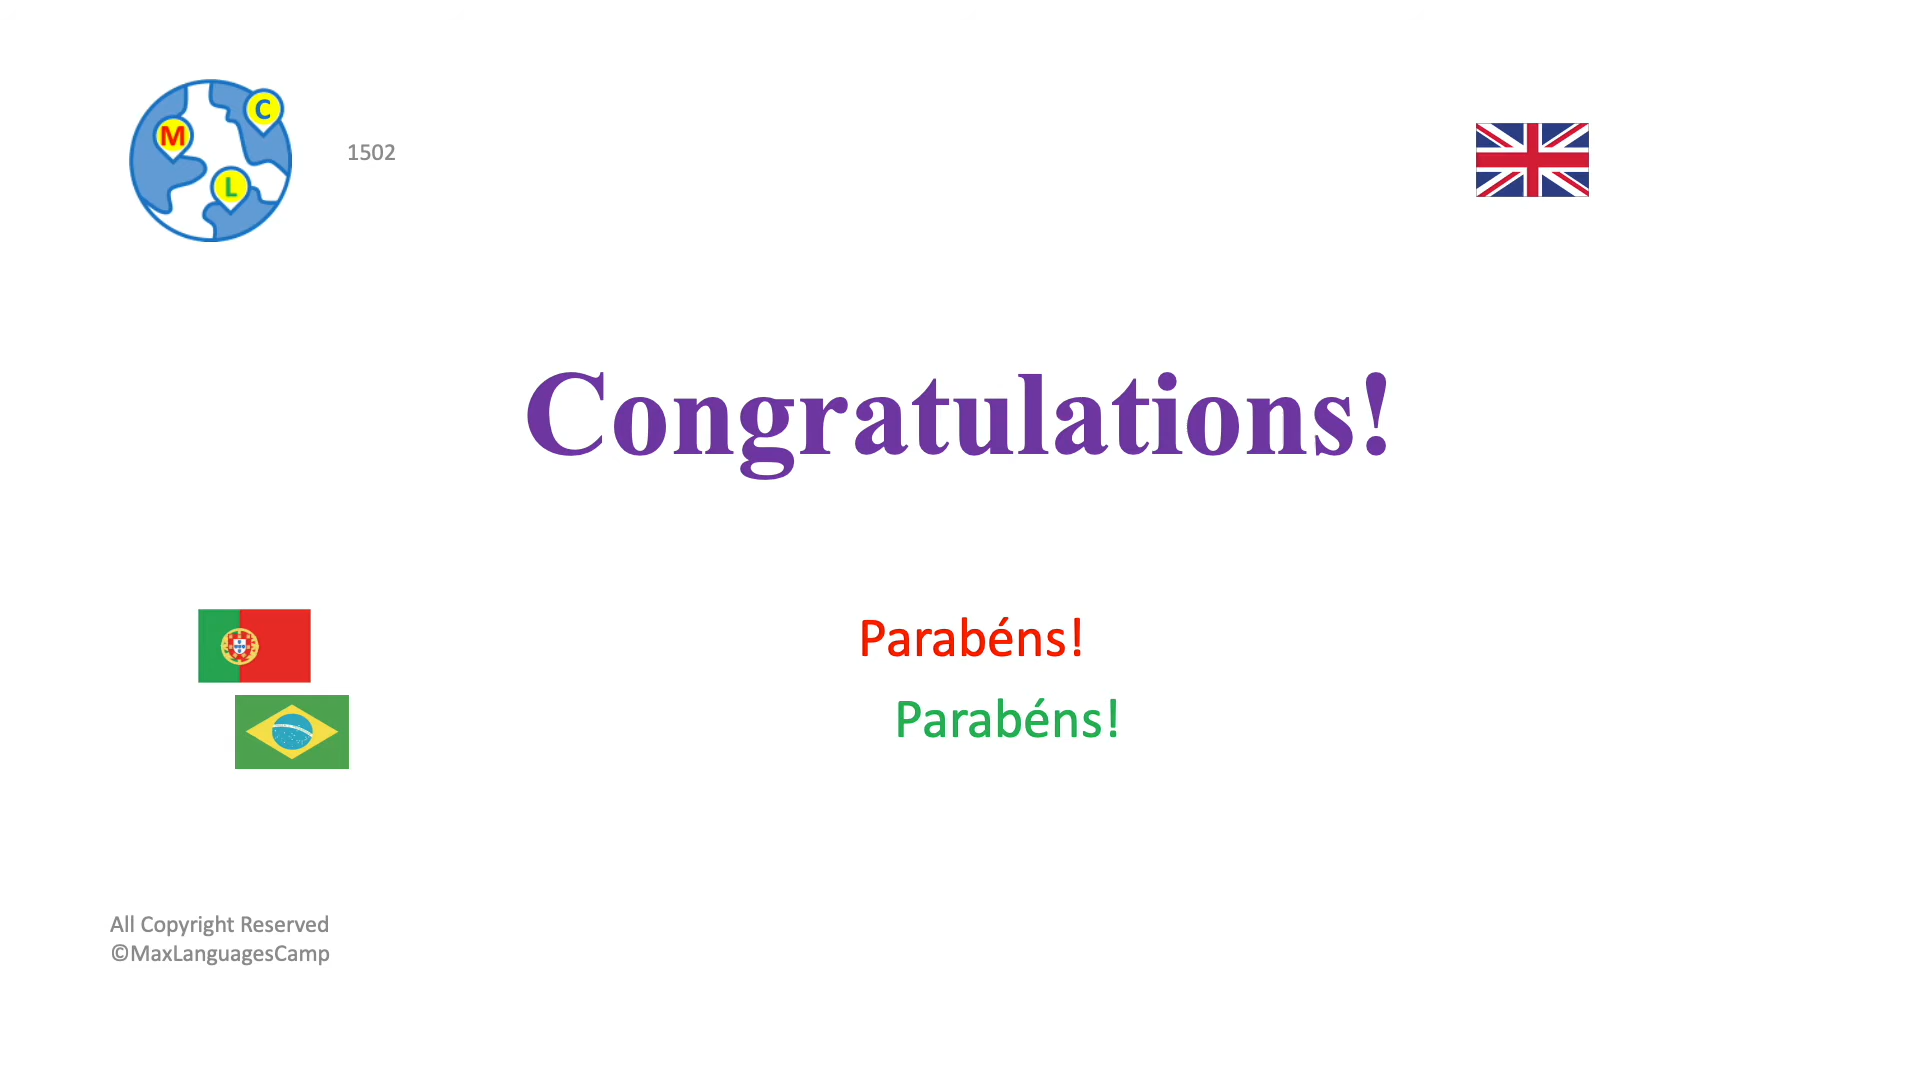 C
M
L
1502
Congratulations!
Parabéns!
Parabéns!
All Copyright Reserved
©MaxLanguagesCamp